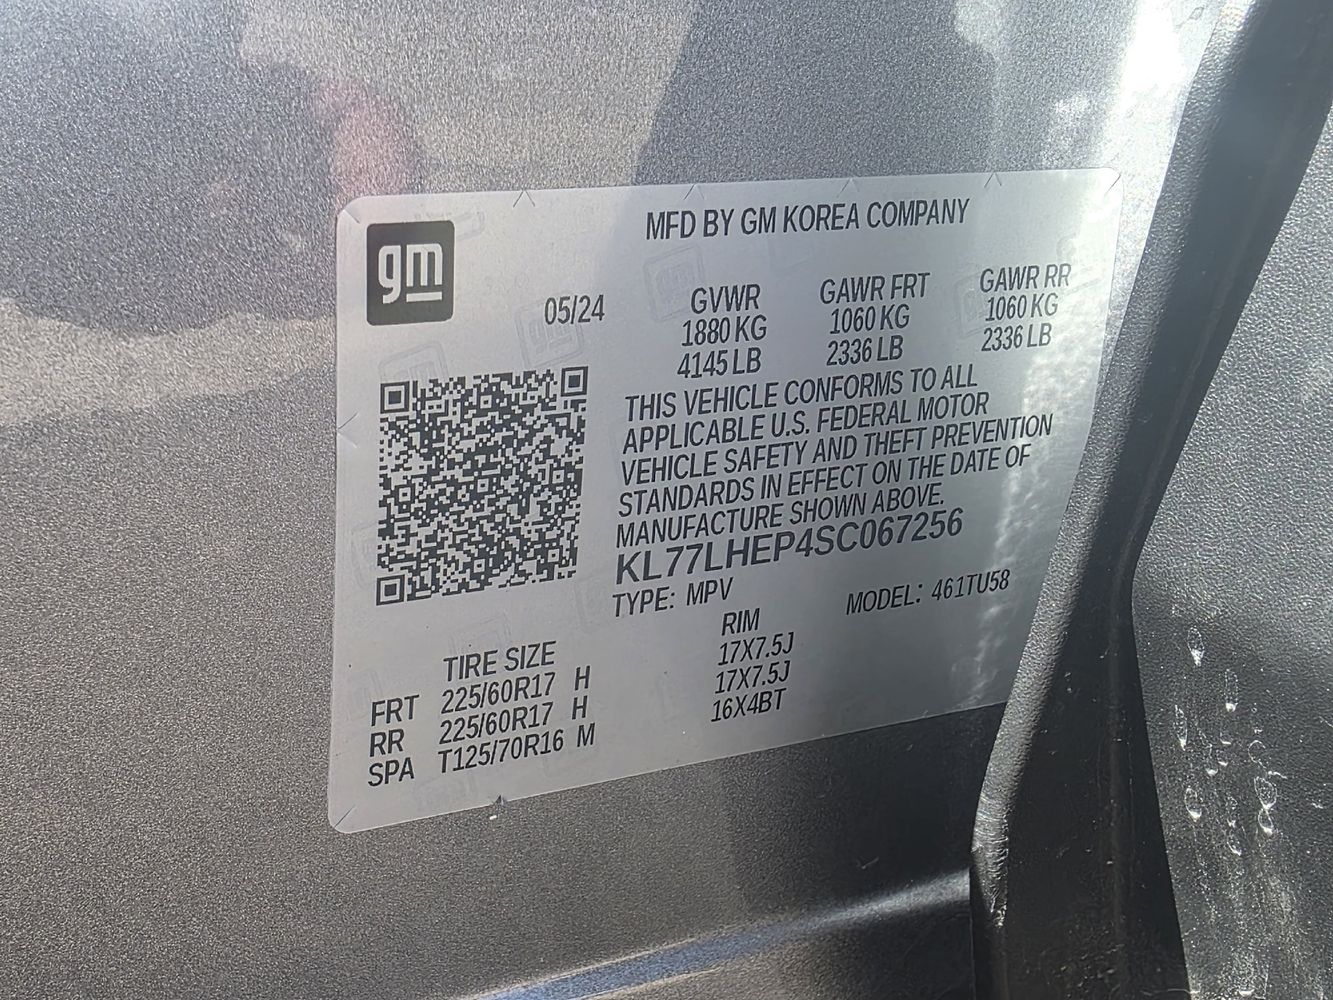 gm
MFD BY GM KOREA COMPANY
05/24
GVWR GAWR FRT GAWR RR
1880 KG 1060 KG 1060 KG
4145 LB 2336 LB 2336 LB
THIS VEHICLE CONFORMS TO ALL
APPLICABLE U.S. FEDERAL MOTOR
VEHICLE SAFETY AND THEFT PREVENTION
STANDARDS IN EFFECT ON THE DATE OF
MANUFACTURE SHOWN ABOVE.
KL77LHEP4SC067256
TYPE: MPV MODEL: 461TU58
TIRE SIZE RIM
FRT 225/60R17 H 17X7.5J
RR 225/60R17 H 17X7.5J
SPA T125/70R16 M 16X4BT